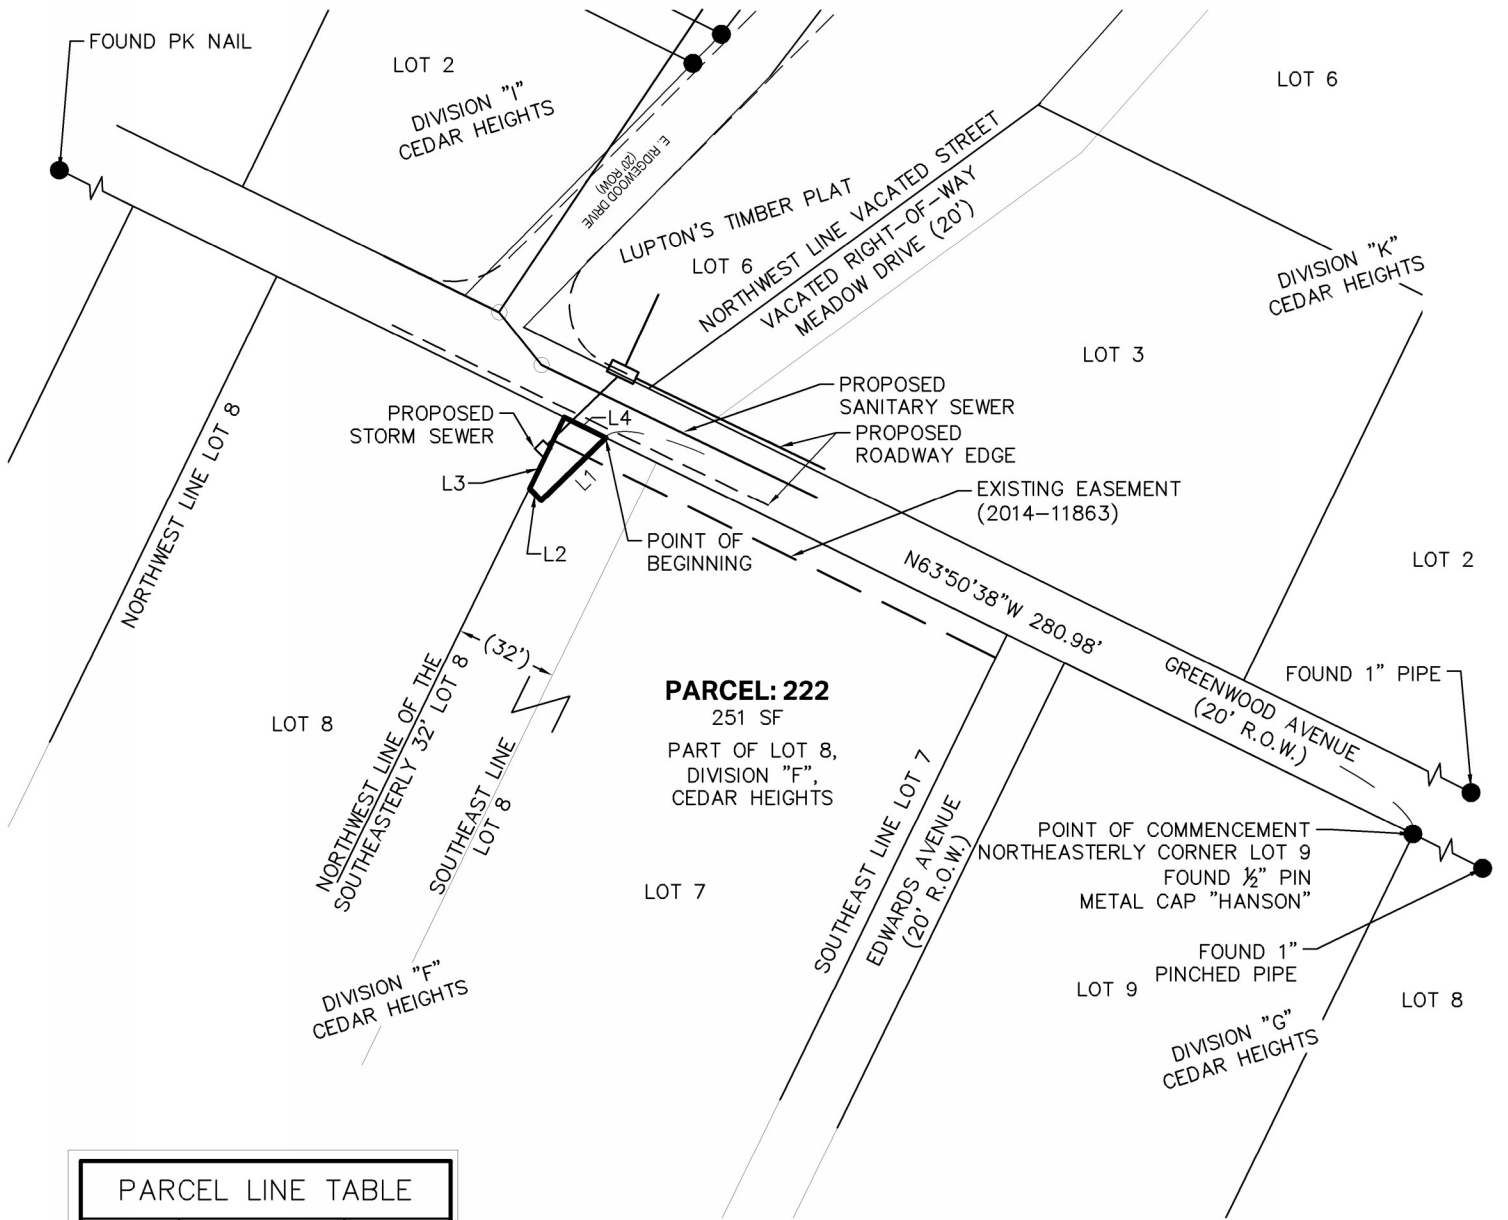 FOUND PK NAIL
LOT 2
DIVISION "I"
CEDAR HEIGHTS
LOT 6
E. RIDGEWOOD DRIVE
(20' ROW)
LUPTON'S TIMBER PLAT
LOT 6
NORTHWEST LINE VACATED STREET
VACATED RIGHT-OF-WAY
MEADOW DRIVE (20')
DIVISION "K"
CEDAR HEIGHTS
LOT 3
PROPOSED
SANITARY SEWER
PROPOSED
ROADWAY EDGE
PROPOSED
STORM SEWER
L4
L3
L1
L2
EXISTING EASEMENT
(2014-11863)
POINT OF
BEGINNING
NORTHWEST LINE LOT 8
N63°50'38"W 280.98'
LOT 2
(32')
PARCEL: 222
251 SF
PART OF LOT 8,
DIVISION "F",
CEDAR HEIGHTS
GREENWOOD AVENUE
(20' R.O.W.)
FOUND 1" PIPE
LOT 8
NORTHWEST LINE OF THE
SOUTHEASTERLY 32' LOT 8
SOUTHEAST LINE
LOT 8
LOT 7
SOUTHEAST LINE LOT 7
EDWARDS AVENUE
(20' R.O.W.)
POINT OF COMMENCEMENT
NORTHEASTERLY CORNER LOT 9
FOUND ½" PIN
METAL CAP "HANSON"
FOUND 1"
PINCHED PIPE
LOT 9
LOT 8
DIVISION "F"
CEDAR HEIGHTS
DIVISION "G"
CEDAR HEIGHTS
PARCEL LINE TABLE